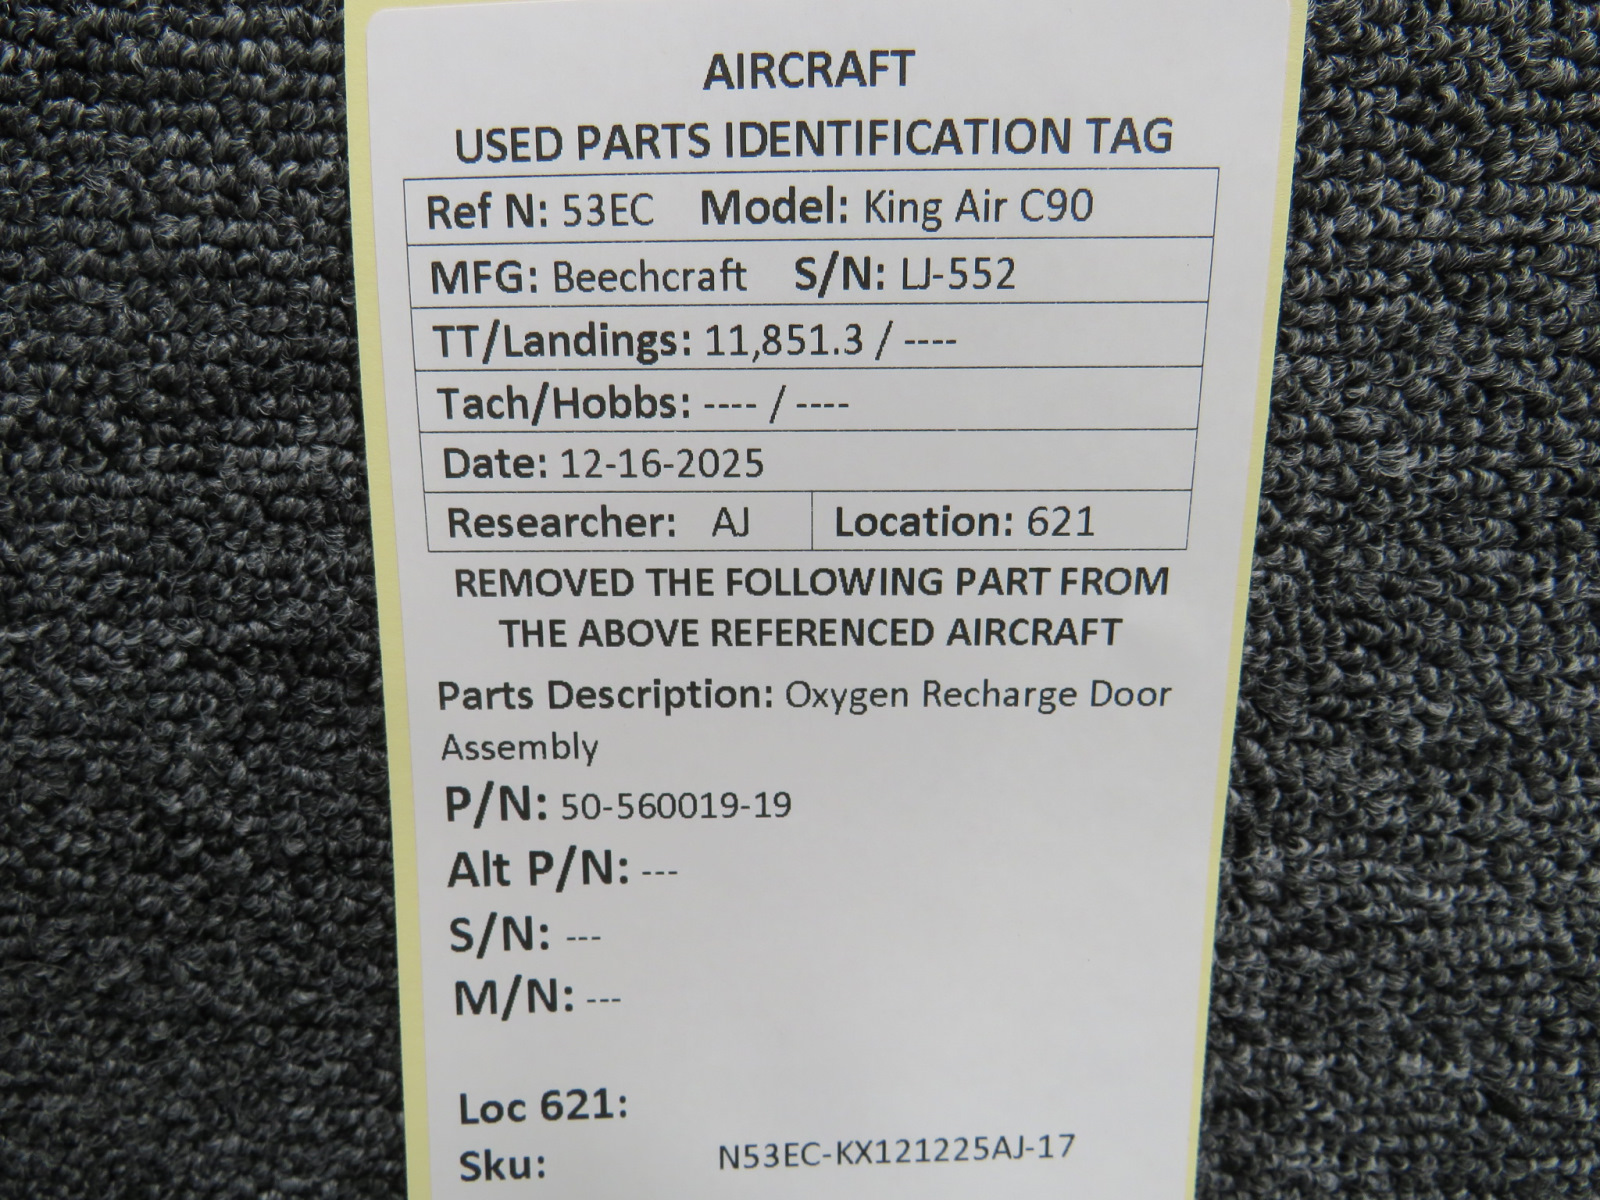 AIRCRAFT
USED PARTS IDENTIFICATION TAG
Ref N: 53EC Model: King Air C90
MFG: Beechcraft S/N: LJ-552
TT/Landings: 11,851.3 / ----
Tach/Hobbs: ---- / ----
Date: 12-16-2025
Researcher: AJ Location: 621
REMOVED THE FOLLOWING PART FROM
THE ABOVE REFERENCED AIRCRAFT
Parts Description: Oxygen Recharge Door
Assembly
P/N: 50-560019-19
Alt P/N: ---
S/N: ---
M/N: ---
Loc 621:
Sku: N53EC-KX121225AJ-17